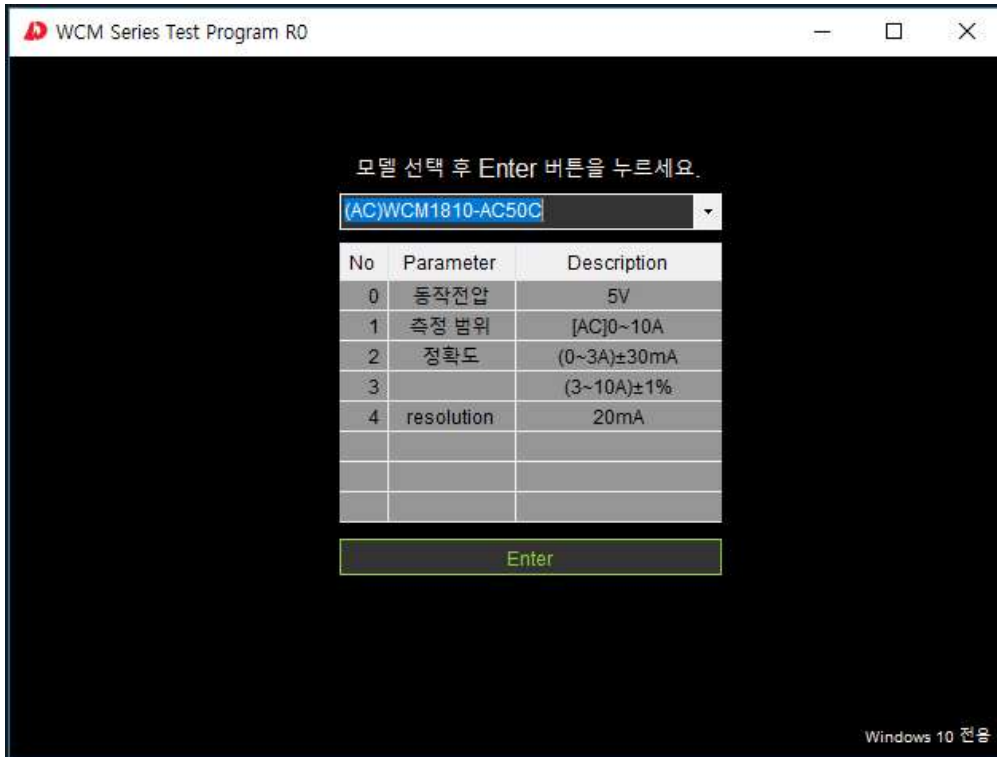 WCM Series Test Program R0
모델 선택 후 Enter 버튼을 누르세요.
(AC)WCM1810-AC50C
No Parameter Description
0 동작전압 5V
1 측정 범위 [AC]0~10A
2 정확도 (0~3A)±30mA
3 (3~10A)±1%
4 resolution 20mA
Enter
Windows 10 전용